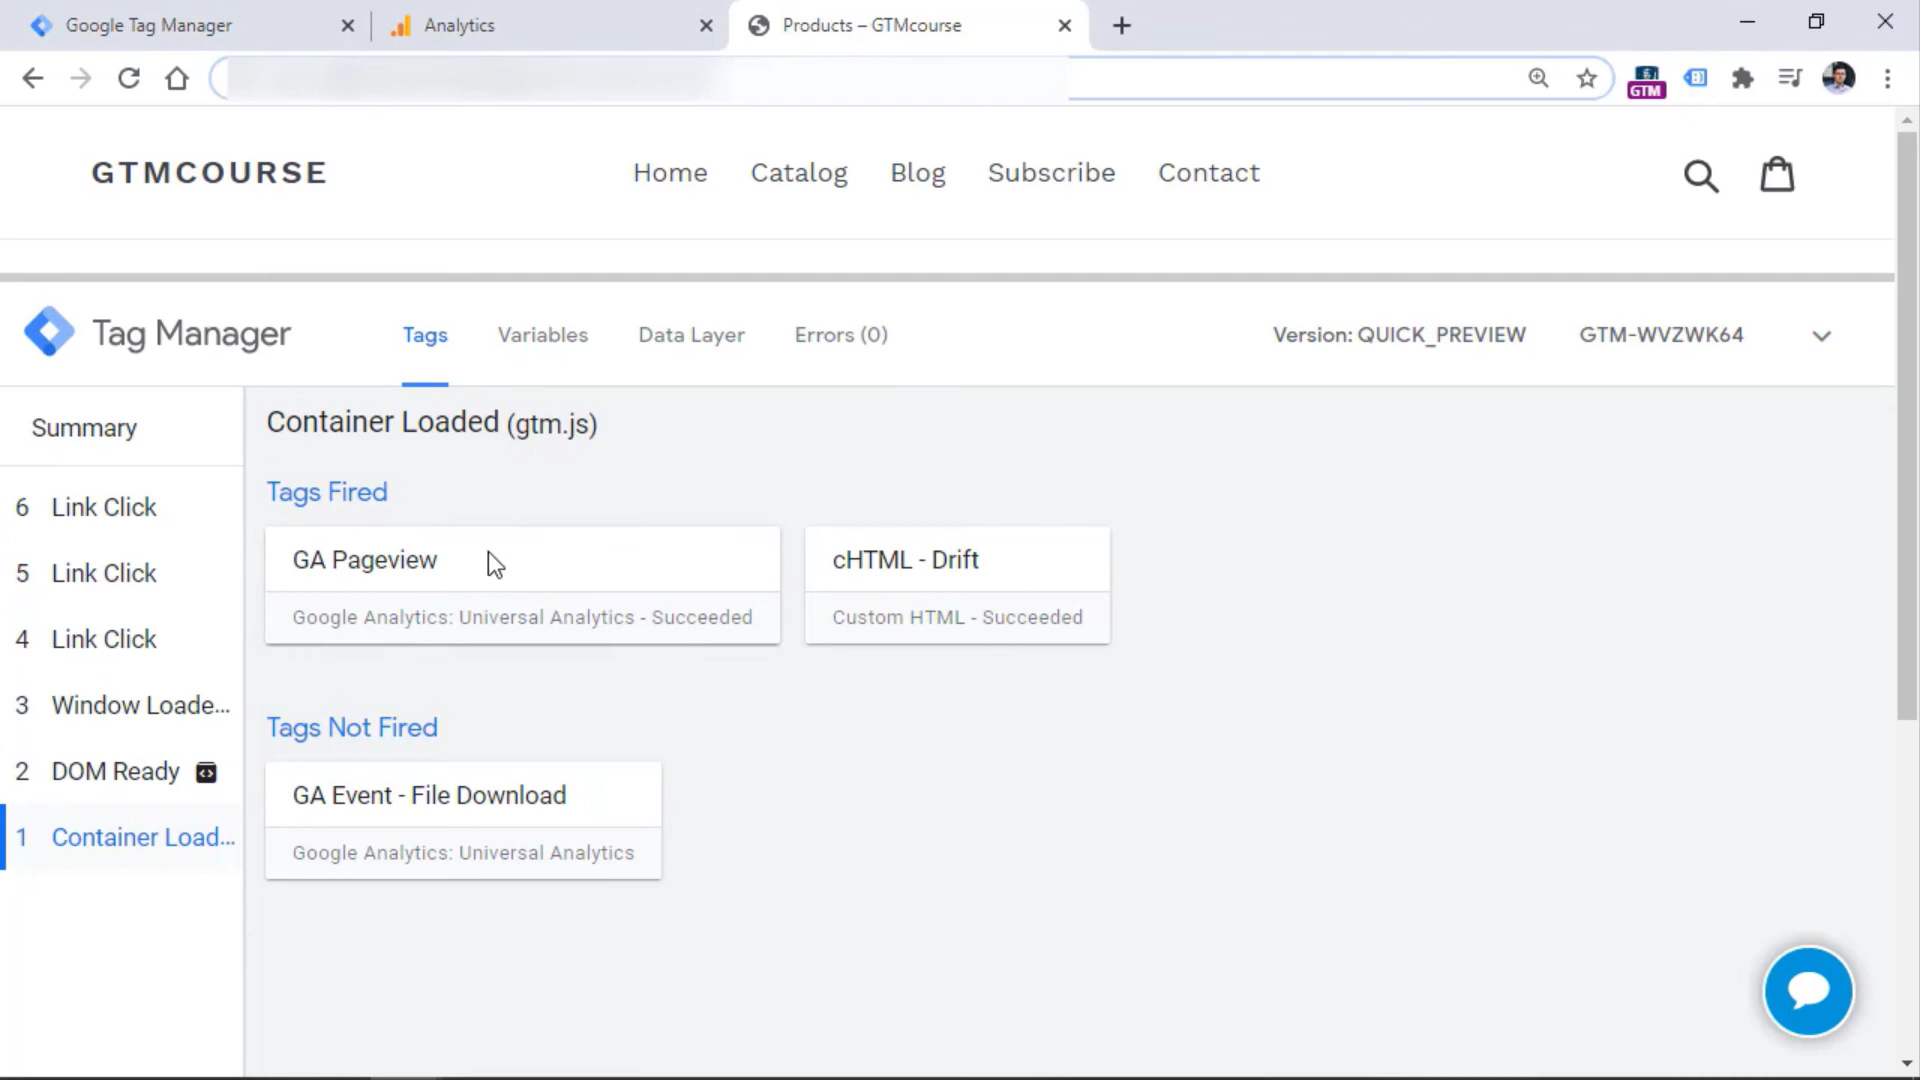 Google Tag Manager
Analytics
Products – GTMcourse
GTM
GTMCOURSE
Home
Catalog
Blog
Subscribe
Contact
Tag Manager
Tags
Variables
Data Layer
Errors (0)
Version: QUICK_PREVIEW
GTM-WVZWK64
Summary
6 Link Click
5 Link Click
4 Link Click
3 Window Loade...
2 DOM Ready
1 Container Load...
Container Loaded (gtm.js)
Tags Fired
GA Pageview
Google Analytics: Universal Analytics - Succeeded
cHTML - Drift
Custom HTML - Succeeded
Tags Not Fired
GA Event - File Download
Google Analytics: Universal Analytics